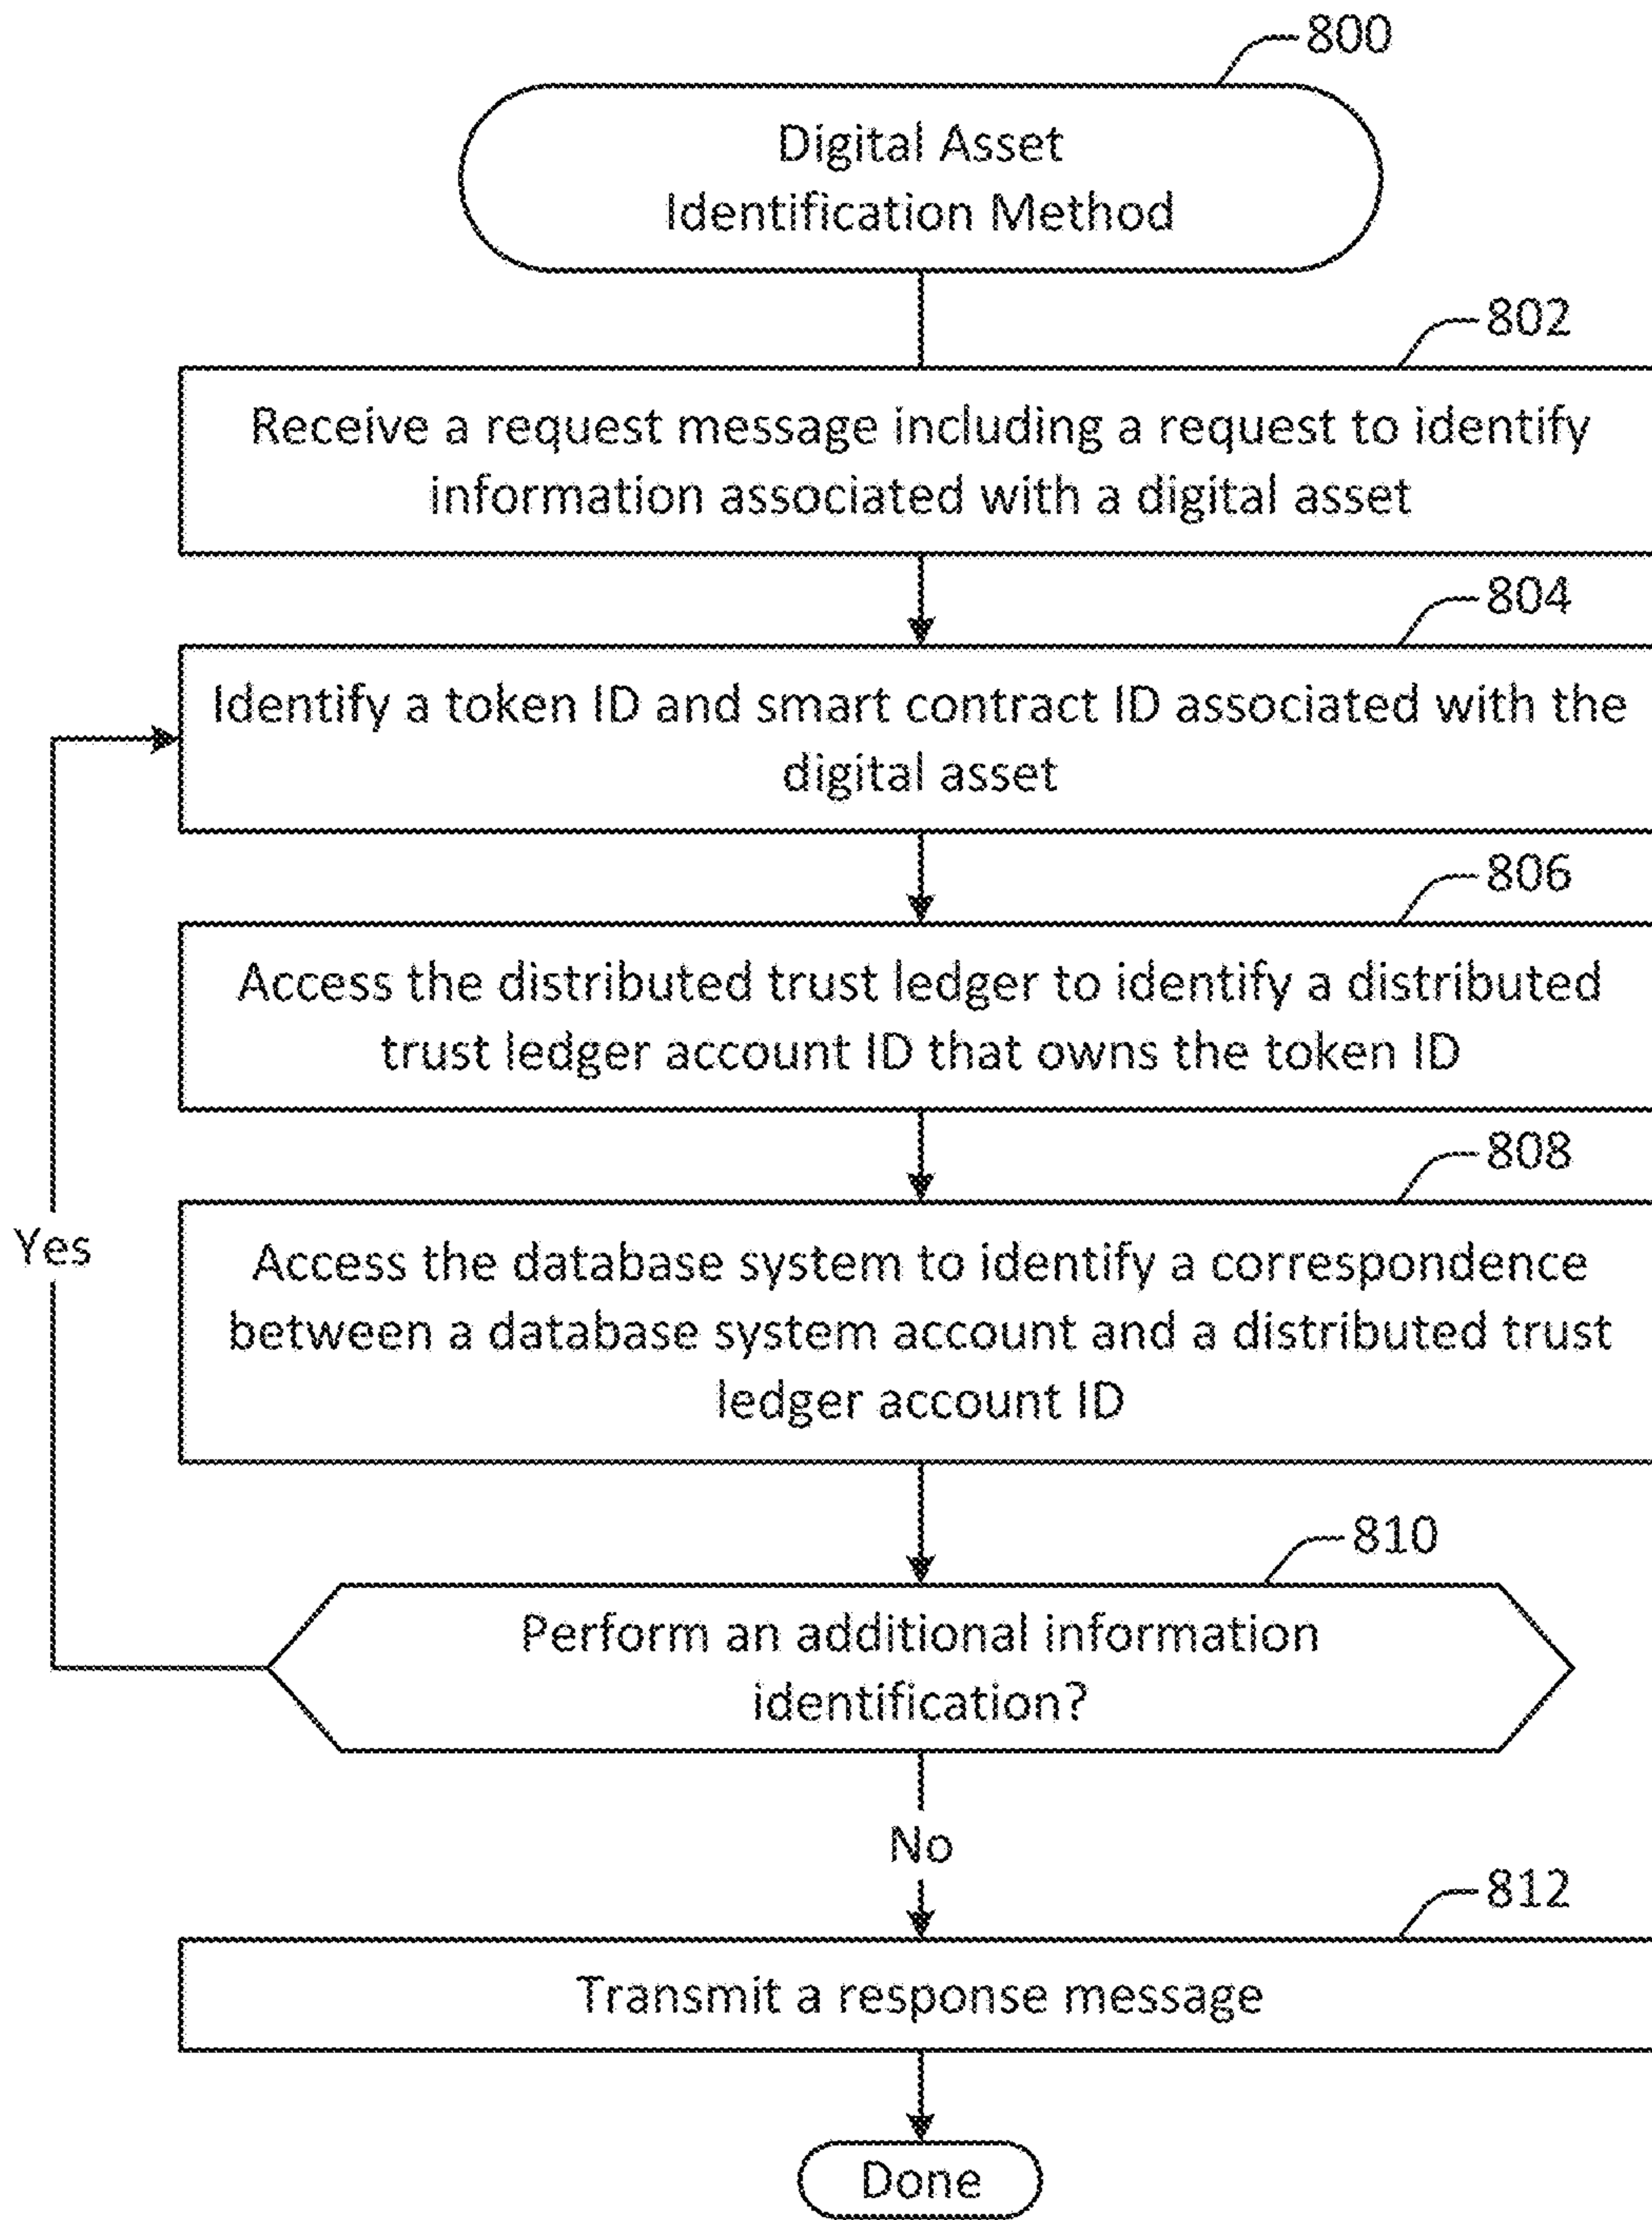 800
Digital Asset
Identification Method
802
Receive a request message including a request to identify
information associated with a digital asset
804
Identify a token ID and smart contract ID associated with the
digital asset
806
Access the distributed trust ledger to identify a distributed
trust ledger account ID that owns the token ID
808
Access the database system to identify a correspondence
between a database system account and a distributed trust
ledger account ID
Yes
810
Perform an additional information
identification?
No
812
Transmit a response message
Done